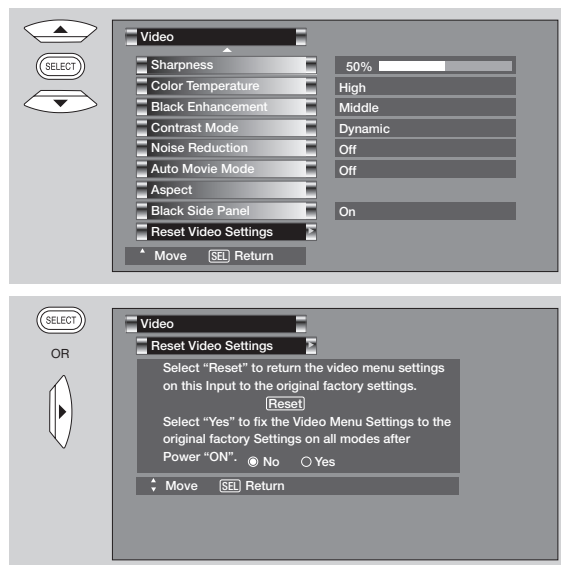 SELECT
Video
Sharpness 50%
Color Temperature High
Black Enhancement Middle
Contrast Mode Dynamic
Noise Reduction Off
Auto Movie Mode Off
Aspect
Black Side Panel On
Reset Video Settings
Move SEL Return
SELECT
OR
Video
Reset Video Settings
Select “Reset” to return the video menu settings
on this Input to the original factory settings.
Reset
Select “Yes” to fix the Video Menu Settings to the
original factory Settings on all modes after
Power “ON”. No Yes
Move SEL Return